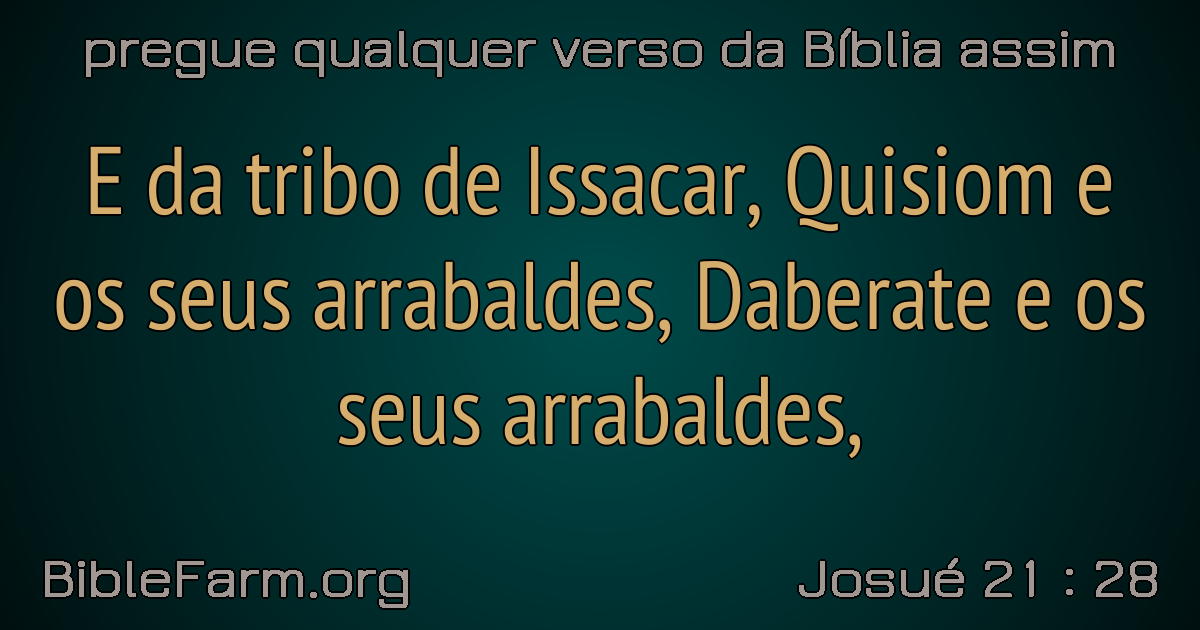 pregue qualquer verso da Bíblia assim
E da tribo de Issacar, Quisiom e
os seus arrabaldes, Daberate e os
seus arrabaldes,
BibleFarm.org
Josué 21 : 28